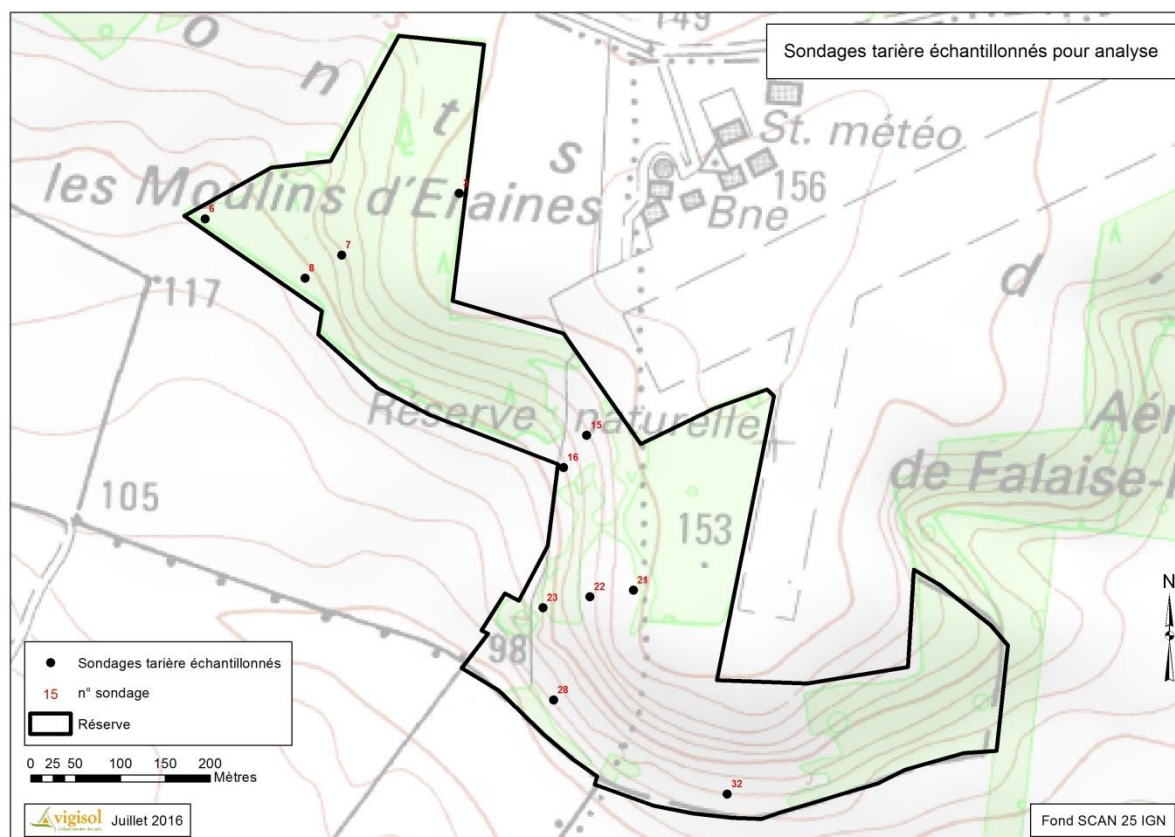 149
Sondages tarière échantillonnés pour analyse
o
n
t
s
St. météo
156
Bne
les Moulins d'Eraines
6
7
8
117
d
Réserve naturelle
15
16
Aé
de Falaise-
105
153
21
22
23
98
N
28
32
Sondages tarière échantillonnés
15 n° sondage
Réserve
0 25 50 100 150 200
Mètres
vigisol
Juillet 2016
Fond SCAN 25 IGN